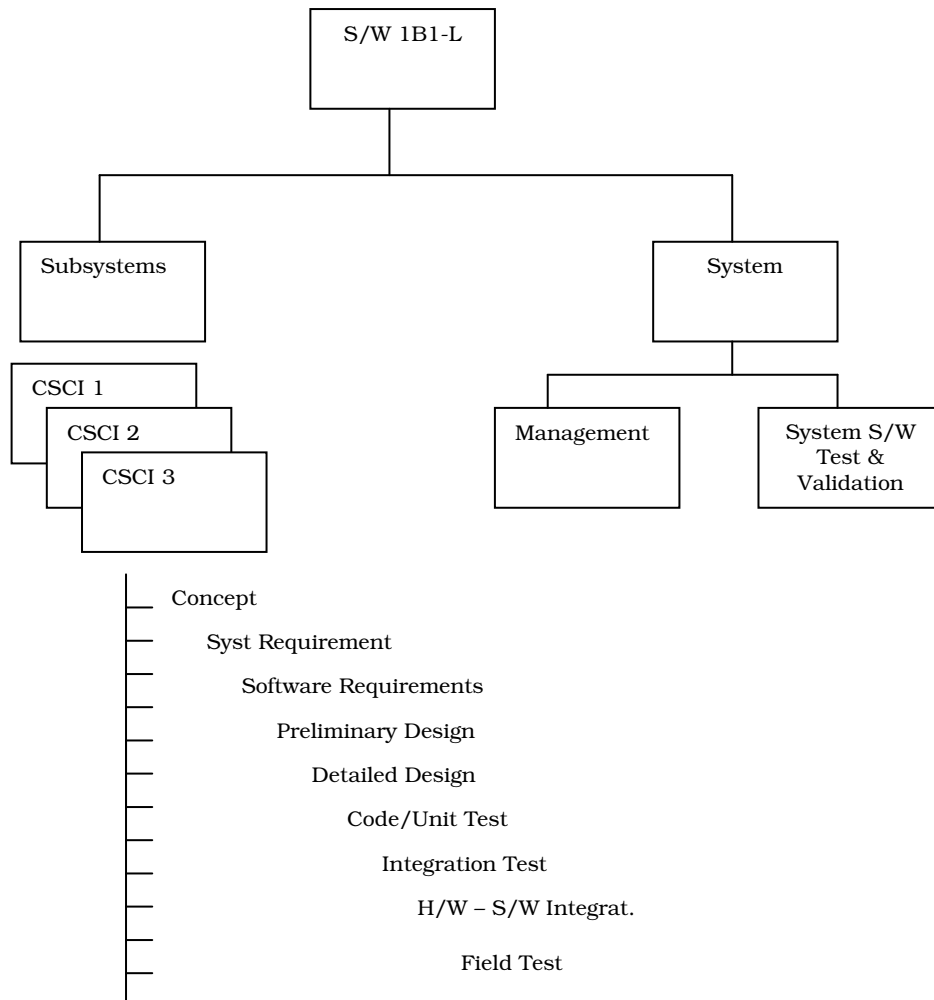 S/W 1B1-L
Subsystems
System
CSCI 1
CSCI 2
CSCI 3
Management
System S/W
Test &
Validation
Concept
Syst Requirement
Software Requirements
Preliminary Design
Detailed Design
Code/Unit Test
Integration Test
H/W – S/W Integrat.
Field Test